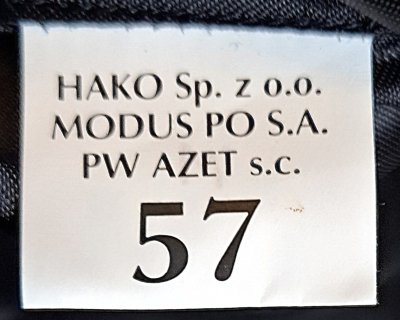 HAKO Sp. z o.o.
MODUS PO S.A.
PW AZET s.c.
57